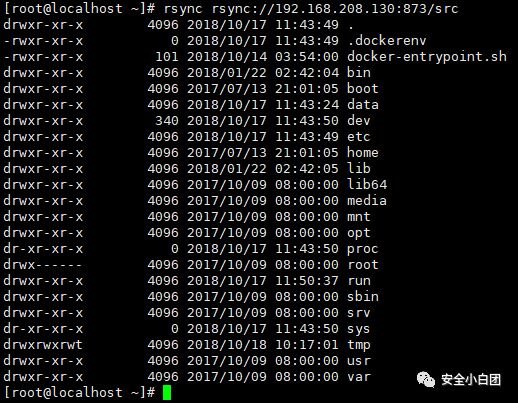 [root@localhost ~]# rsync rsync://192.168.208.130:873/src
drwxr-xr-x 4096 2018/10/17 11:43:49 .
-rwxr-xr-x 0 2018/10/17 11:43:49 .dockerenv
-rwxr-xr-x 101 2018/10/14 03:54:00 docker-entrypoint.sh
drwxr-xr-x 4096 2018/01/22 02:42:04 bin
drwxr-xr-x 4096 2017/07/13 21:01:05 boot
drwxr-xr-x 4096 2018/10/17 11:43:24 data
drwxr-xr-x 340 2018/10/17 11:43:50 dev
drwxr-xr-x 4096 2018/10/17 11:43:49 etc
drwxr-xr-x 4096 2017/07/13 21:01:05 home
drwxr-xr-x 4096 2018/01/22 02:42:05 lib
drwxr-xr-x 4096 2017/10/09 08:00:00 lib64
drwxr-xr-x 4096 2017/10/09 08:00:00 media
drwxr-xr-x 4096 2017/10/09 08:00:00 mnt
drwxr-xr-x 4096 2017/10/09 08:00:00 opt
dr-xr-xr-x 0 2018/10/17 11:43:50 proc
drwx------ 4096 2017/10/09 08:00:00 root
drwxr-xr-x 4096 2018/10/17 11:50:37 run
drwxr-xr-x 4096 2017/10/09 08:00:00 sbin
drwxr-xr-x 4096 2017/10/09 08:00:00 srv
dr-xr-xr-x 0 2018/10/17 11:43:50 sys
drwxrwxrwt 4096 2018/10/18 10:17:01 tmp
drwxr-xr-x 4096 2017/10/09 08:00:00 usr
drwxr-xr-x 4096 2017/10/09 08:00:00 var
安全小白团
[root@localhost ~]#